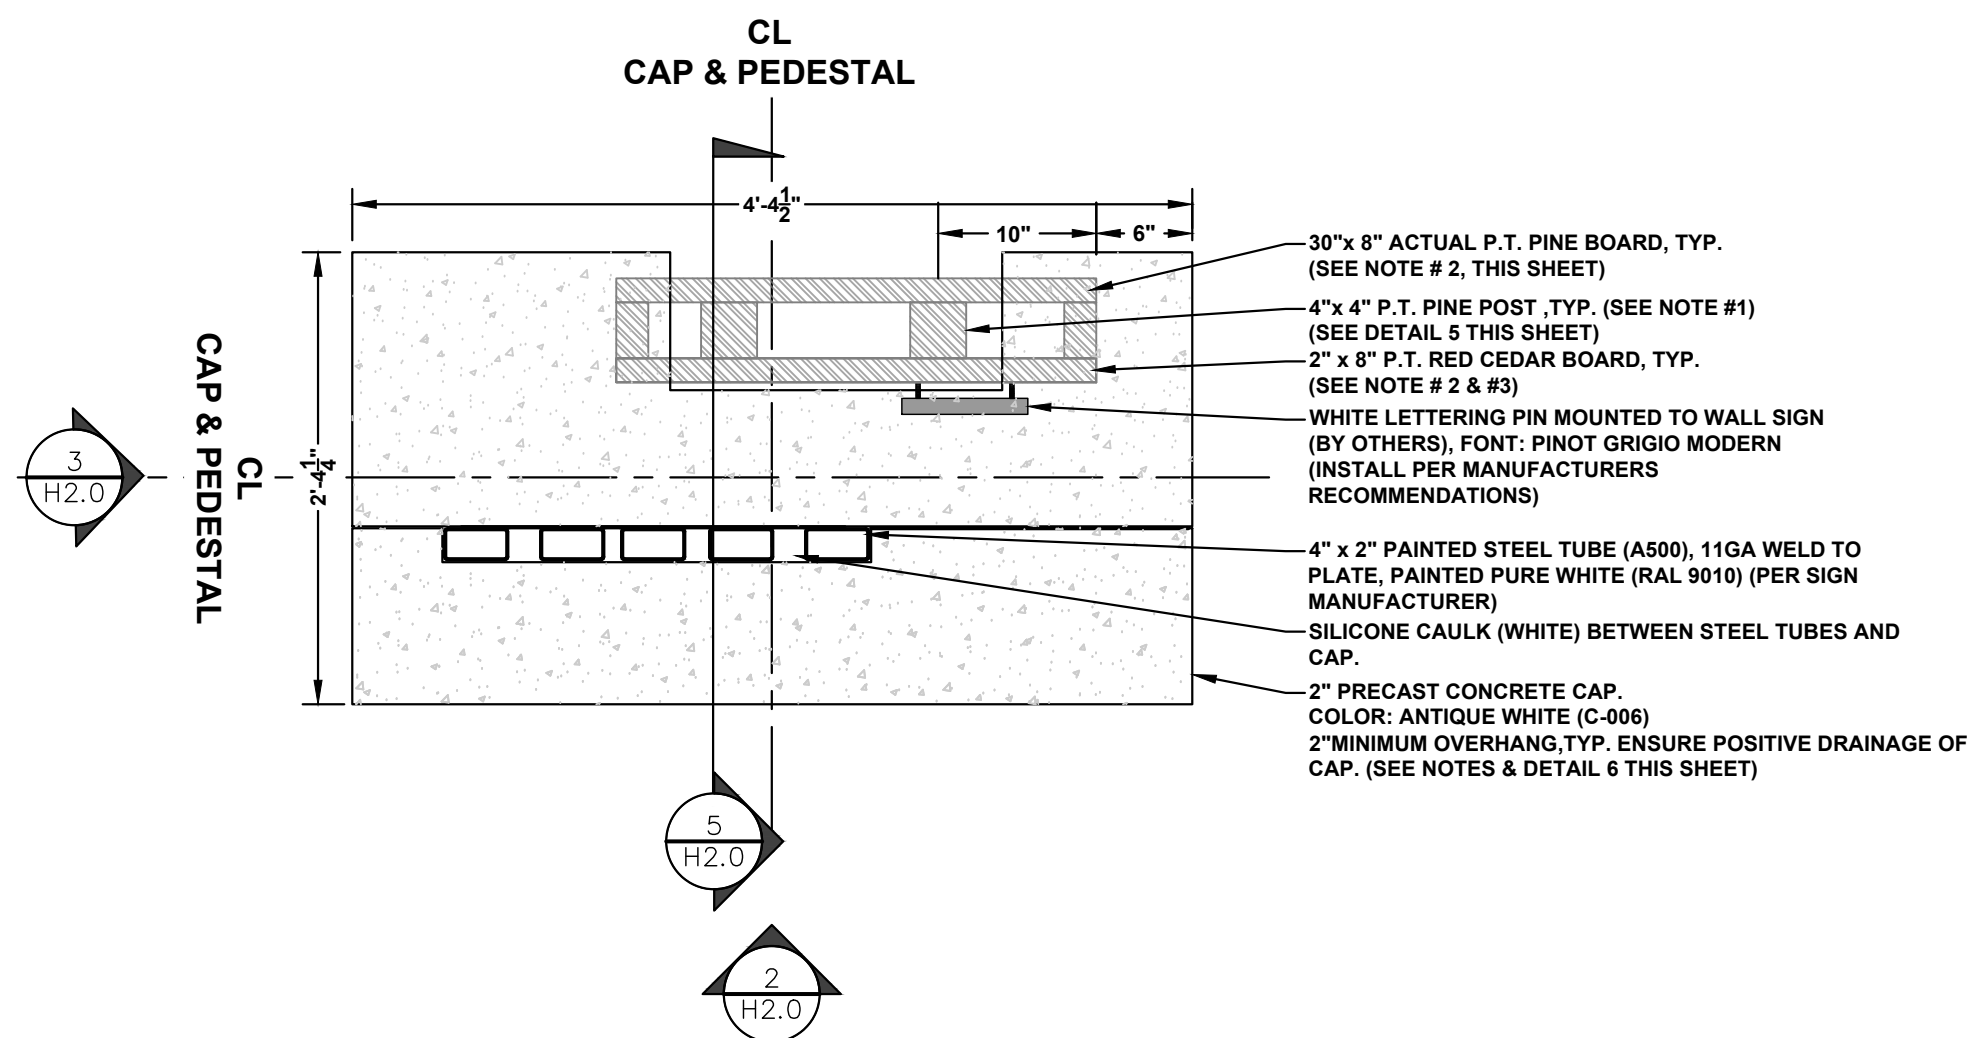 CL
CAP & PEDESTAL
4'-4 1/2"
10"
6"
CL
CAP & PEDESTAL
2'-4 1/4"
3
H2.0
30"x 8" ACTUAL P.T. PINE BOARD, TYP.
(SEE NOTE # 2, THIS SHEET)
4"x 4" P.T. PINE POST ,TYP. (SEE NOTE #1)
(SEE DETAIL 5 THIS SHEET)
2" x 8" P.T. RED CEDAR BOARD, TYP.
(SEE NOTE # 2 & #3)
WHITE LETTERING PIN MOUNTED TO WALL SIGN
(BY OTHERS), FONT: PINOT GRIGIO MODERN
(INSTALL PER MANUFACTURERS
RECOMMENDATIONS)
4" x 2" PAINTED STEEL TUBE (A500), 11GA WELD TO
PLATE, PAINTED PURE WHITE (RAL 9010) (PER SIGN
MANUFACTURER)
SILICONE CAULK (WHITE) BETWEEN STEEL TUBES AND
CAP.
2" PRECAST CONCRETE CAP.
COLOR: ANTIQUE WHITE (C-006)
2"MINIMUM OVERHANG,TYP. ENSURE POSITIVE DRAINAGE OF
CAP. (SEE NOTES & DETAIL 6 THIS SHEET)
5
H2.0
2
H2.0